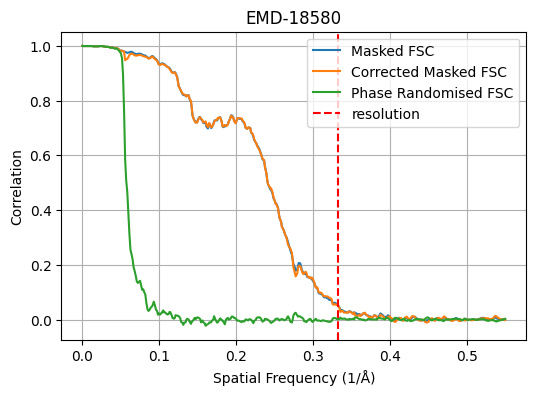 EMD-18580
Masked FSC
Corrected Masked FSC
Phase Randomised FSC
resolution
Correlation
1.0
0.8
0.6
0.4
0.2
0.0
0.0 0.1 0.2 0.3 0.4 0.5
Spatial Frequency (1/Å)